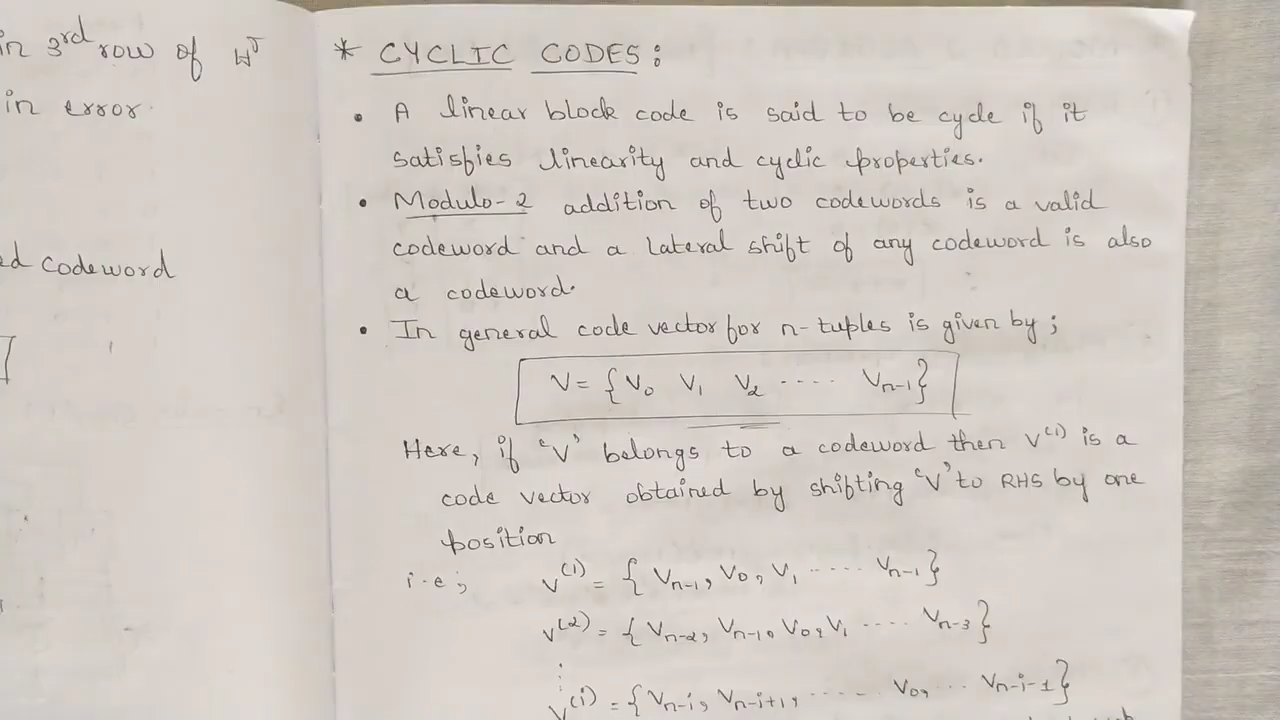 in 3rd row of Hᵀ
in error.
ed codeword
* CYCLIC CODES:
• A linear block code is said to be cycle if it
satisfies linearity and cyclic properties.
• Modulo-2 addition of two codewords is a valid
codeword and a lateral shift of any codeword is also
a codeword.
• In general code vector for n-tuples is given by;
V = { V₀ V₁ V₂ ---- Vₙ₋₁}
Here, if 'V' belongs to a codeword then V⁽¹⁾ is a
code vector obtained by shifting 'V' to RHS by one
position
i.e; V⁽¹⁾ = { Vₙ₋₁, V₀, V₁ ----- Vₙ₋₁}
V⁽²⁾ = { Vₙ₋₂, Vₙ₋₁, V₀, V₁ ---- Vₙ₋₃}
⋮
V⁽ⁱ⁾ = {Vₙ₋ᵢ, Vₙ₋ᵢ₊₁, ----- V₀, --- Vₙ₋ᵢ₋₁}